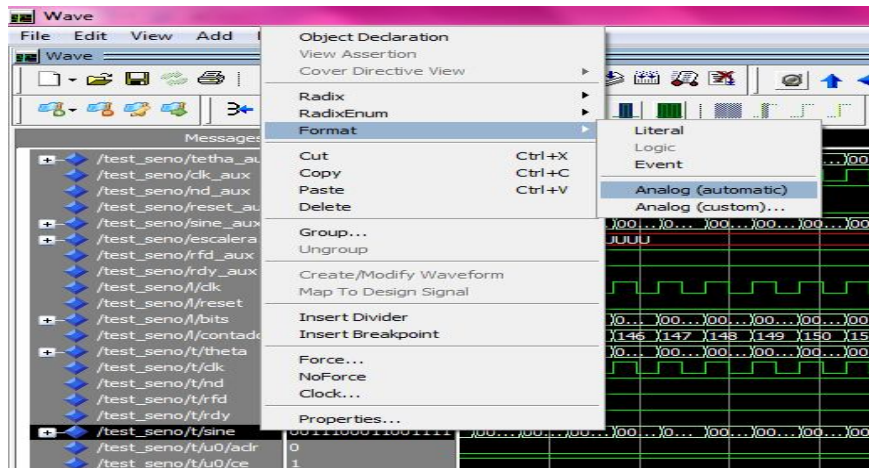 Wave
File Edit View Add
Wave
Messages
/test_seno/tetha_au
/test_seno/clk_aux
/test_seno/nd_aux
/test_seno/reset_au
/test_seno/sine_aux
/test_seno/escalera
/test_seno/rfd_aux
/test_seno/rdy_aux
/test_seno/l/clk
/test_seno/l/reset
/test_seno/l/bits
/test_seno/l/contado
/test_seno/t/theta
/test_seno/t/clk
/test_seno/t/nd
/test_seno/t/rfd
/test_seno/t/rdy
/test_seno/t/sine
/test_seno/t/u0/aclr 0
/test_seno/t/u0/ce 1
Object Declaration
View Assertion
Cover Directive View
Radix
RadixEnum
Format
Cut Ctrl+X
Copy Ctrl+C
Paste Ctrl+V
Delete
Group...
Ungroup
Create/Modify Waveform
Map To Design Signal
Insert Divider
Insert Breakpoint
Force...
NoForce
Clock...
Properties...
Literal
Logic
Event
Analog (automatic)
Analog (custom)...
UUUU
146 147 148 149 150 15